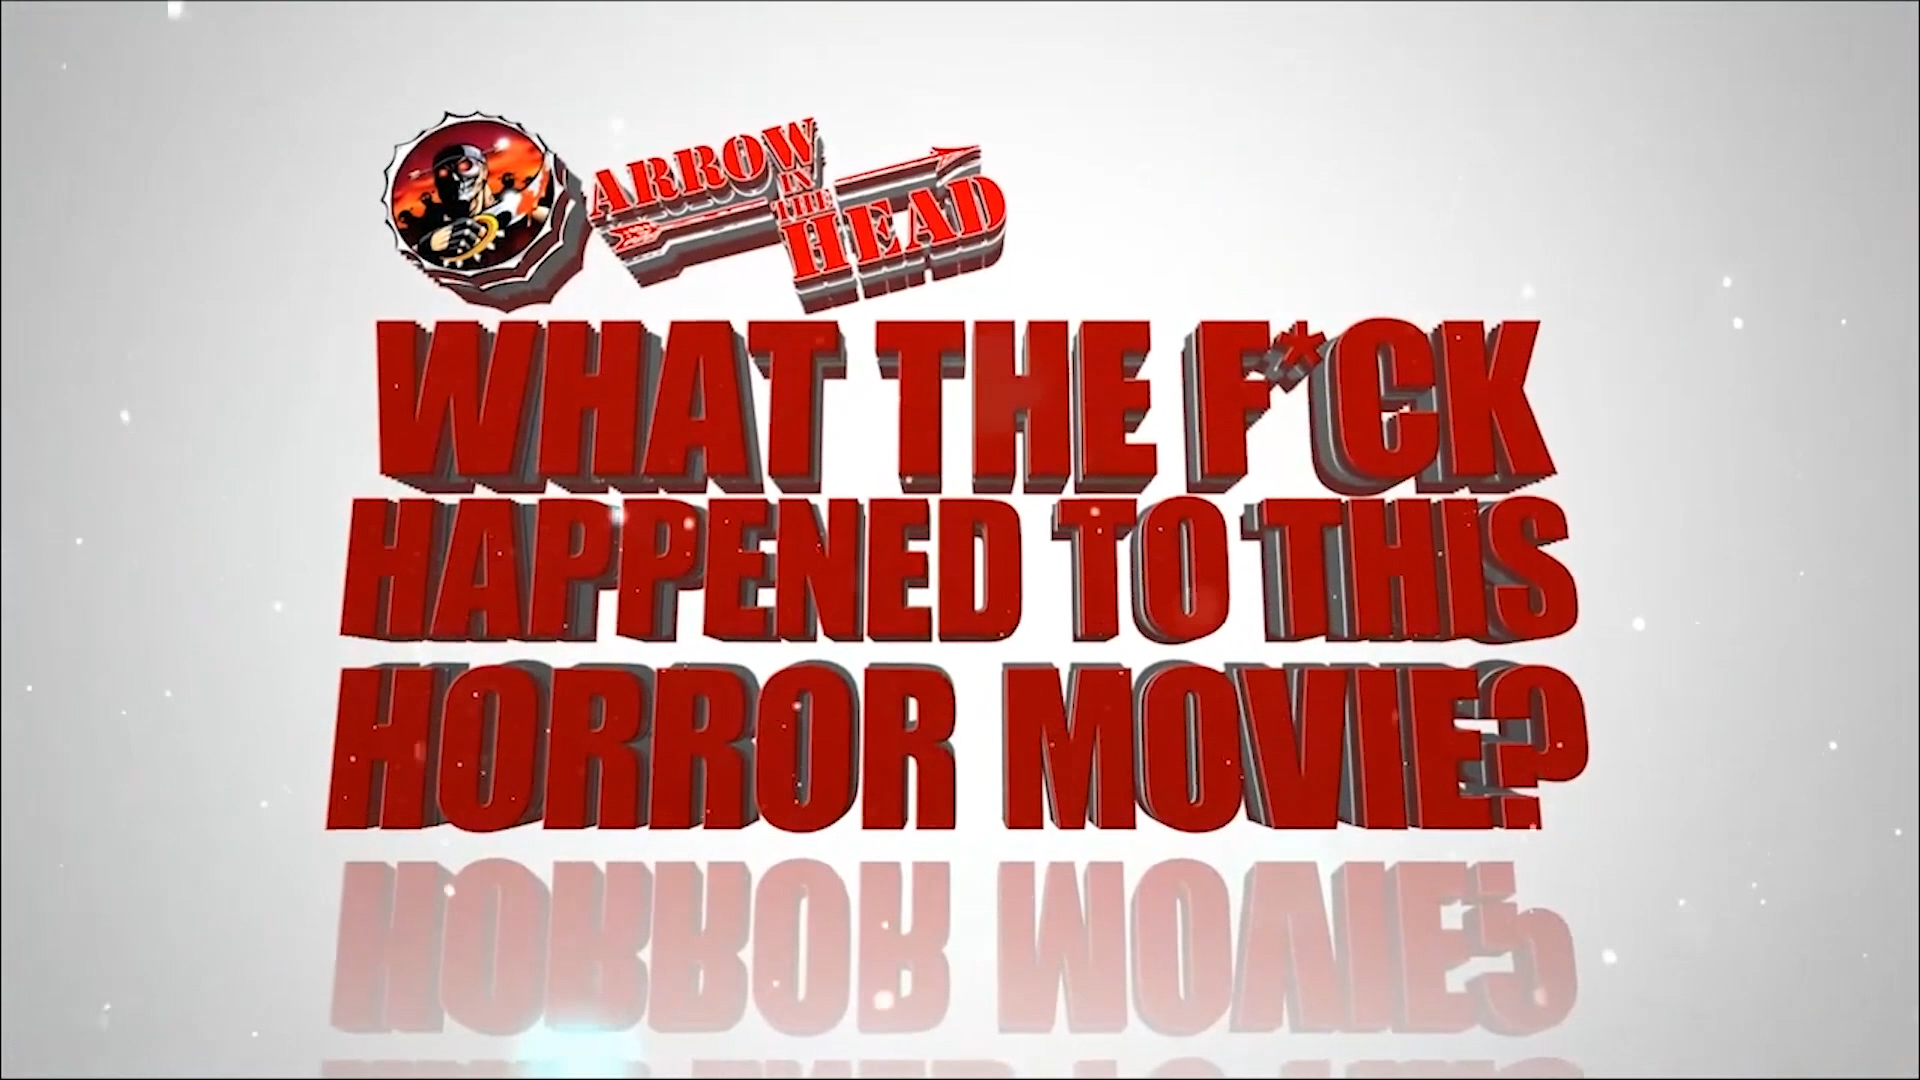 ARROW
IN
THE
HEAD
WHAT THE F*CK
HAPPENED TO THIS
HORROR MOVIE?